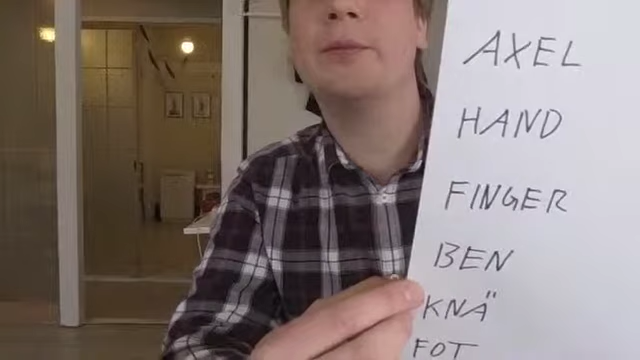 AXEL
HAND
FINGER
BEN
KNÄ
FOT